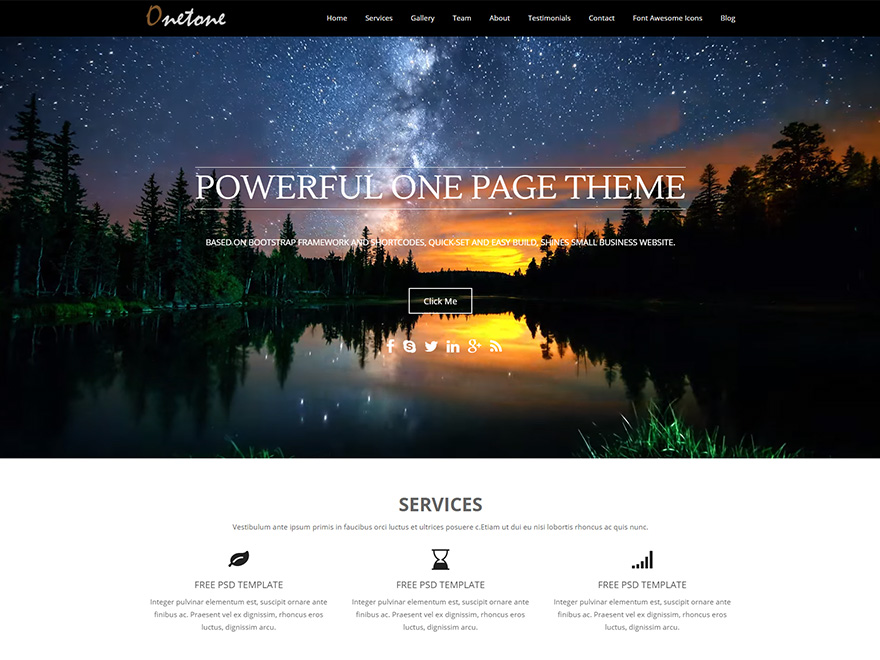 Onetone
Home Services Gallery Team About Testimonials Contact Font Awesome Icons Blog
POWERFUL ONE PAGE THEME
BASED ON BOOTSTRAP FRAMEWORK AND SHORTCODES, QUICK SET AND EASY BUILD, SHINES SMALL BUSINESS WEBSITE.
Click Me
SERVICES
Vestibulum ante ipsum primis in faucibus orci luctus et ultrices posuere c.Etiam ut dui eu nisi lobortis rhoncus ac quis nunc.
FREE PSD TEMPLATE
Integer pulvinar elementum est, suscipit ornare ante
finibus ac. Praesent vel ex dignissim, rhoncus eros
luctus, dignissim arcu.
FREE PSD TEMPLATE
Integer pulvinar elementum est, suscipit ornare ante
finibus ac. Praesent vel ex dignissim, rhoncus eros
luctus, dignissim arcu.
FREE PSD TEMPLATE
Integer pulvinar elementum est, suscipit ornare ante
finibus ac. Praesent vel ex dignissim, rhoncus eros
luctus, dignissim arcu.